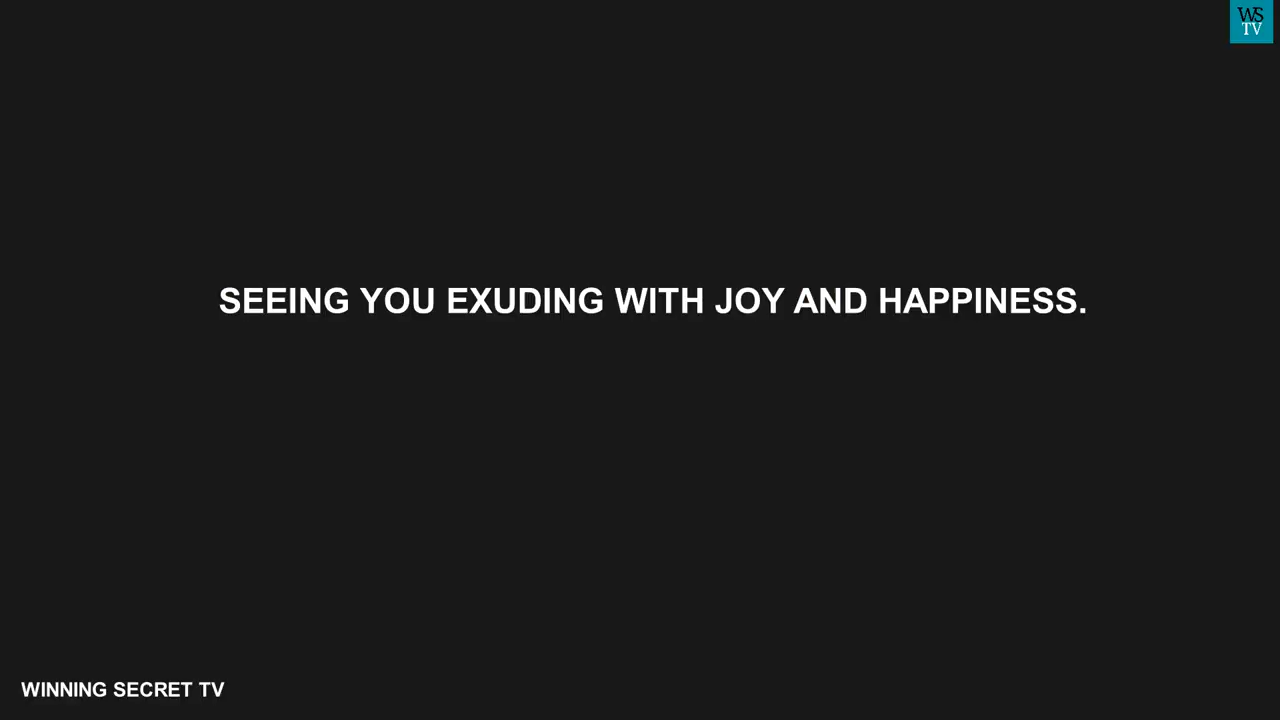 WS
TV
SEEING YOU EXUDING WITH JOY AND HAPPINESS.
WINNING SECRET TV